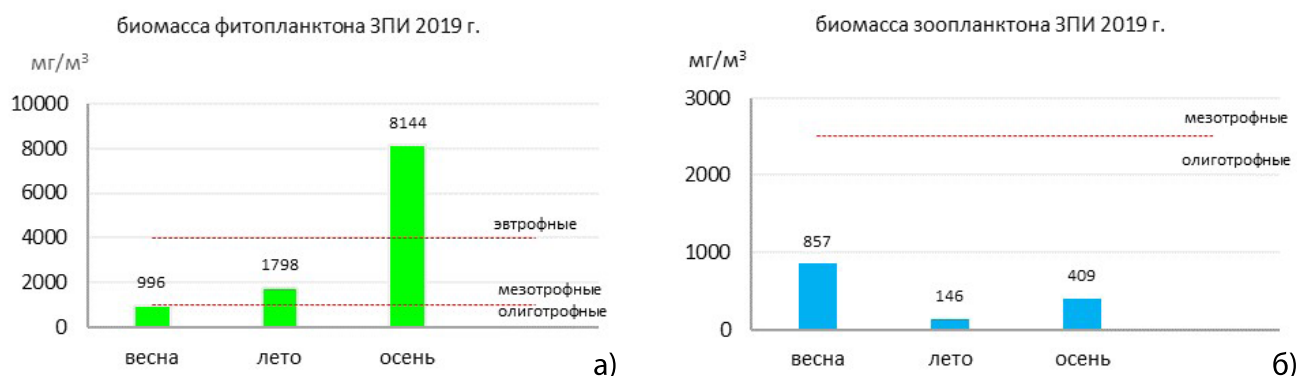 биомасса фитопланктона ЗПИ 2019 г.
мг/м³
10000
8000
6000
4000
2000
0
8144
эвтрофные
1798
996
мезотрофные
олиготрофные
весна лето осень
а)
биомасса зоопланктона ЗПИ 2019 г.
мг/м³
3000
2000
1000
0
мезотрофные
олиготрофные
857
146
409
весна лето осень
б)